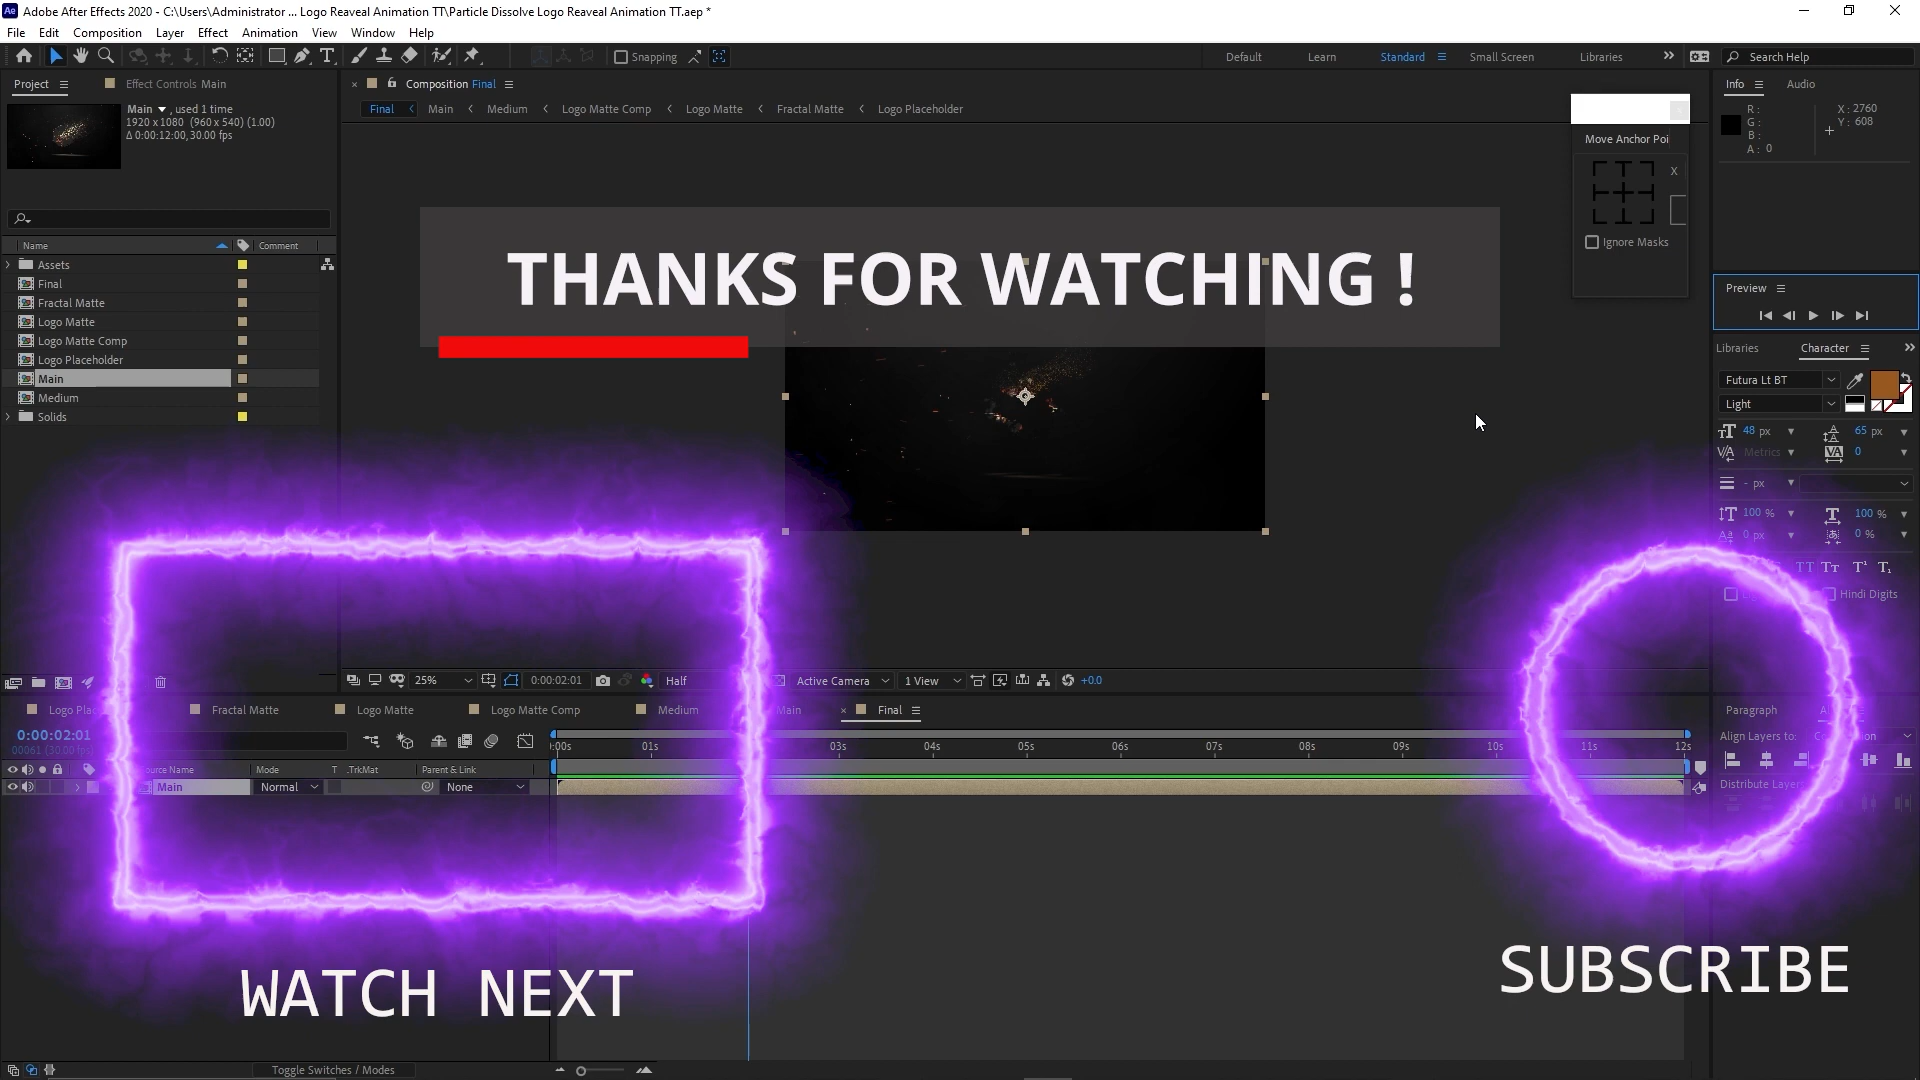 Adobe After Effects 2020 - C:\Users\Administrator ... Logo Reaveal Animation TT\Particle Dissolve Logo Reaveal Animation TT.aep *
File Edit Composition Layer Effect Animation View Window Help
Snapping
Default Learn Standard Small Screen Libraries Search Help
Project Effect Controls Main
Composition Final
Info Audio
Main , used 1 time
1920 x 1080 (960 x 540) (1.00)
Δ 0:00:12:00, 30.00 fps
Final Main Medium Logo Matte Comp Logo Matte Fractal Matte Logo Placeholder
R :
G :
B :
A : 0
X : 2760
Y : 608
Move Anchor Poi
X
Ignore Masks
Name Comment
Assets
Final
Fractal Matte
Logo Matte
Logo Matte Comp
Logo Placeholder
Main
Medium
Solids
THANKS FOR WATCHING !
Preview
Libraries Character
Futura Lt BT
Light
48 px 65 px
Metrics 0
- px
100 % 100 %
0 px 0 %
Hindi Digits
25% 0:00:02:01 Half Active Camera 1 View +0.0
Logo Plac Fractal Matte Logo Matte Logo Matte Comp Medium Main Final
Paragraph
0:00:02:01
00061 (30.00 fps)
:00s 01s 03s 04s 05s 06s 07s 08s 09s 10s 11s 12s
Align Layers to:
ource Name Mode T .TrkMat Parent & Link
Main Normal None
Distribute Layer
WATCH NEXT
SUBSCRIBE
Toggle Switches / Modes